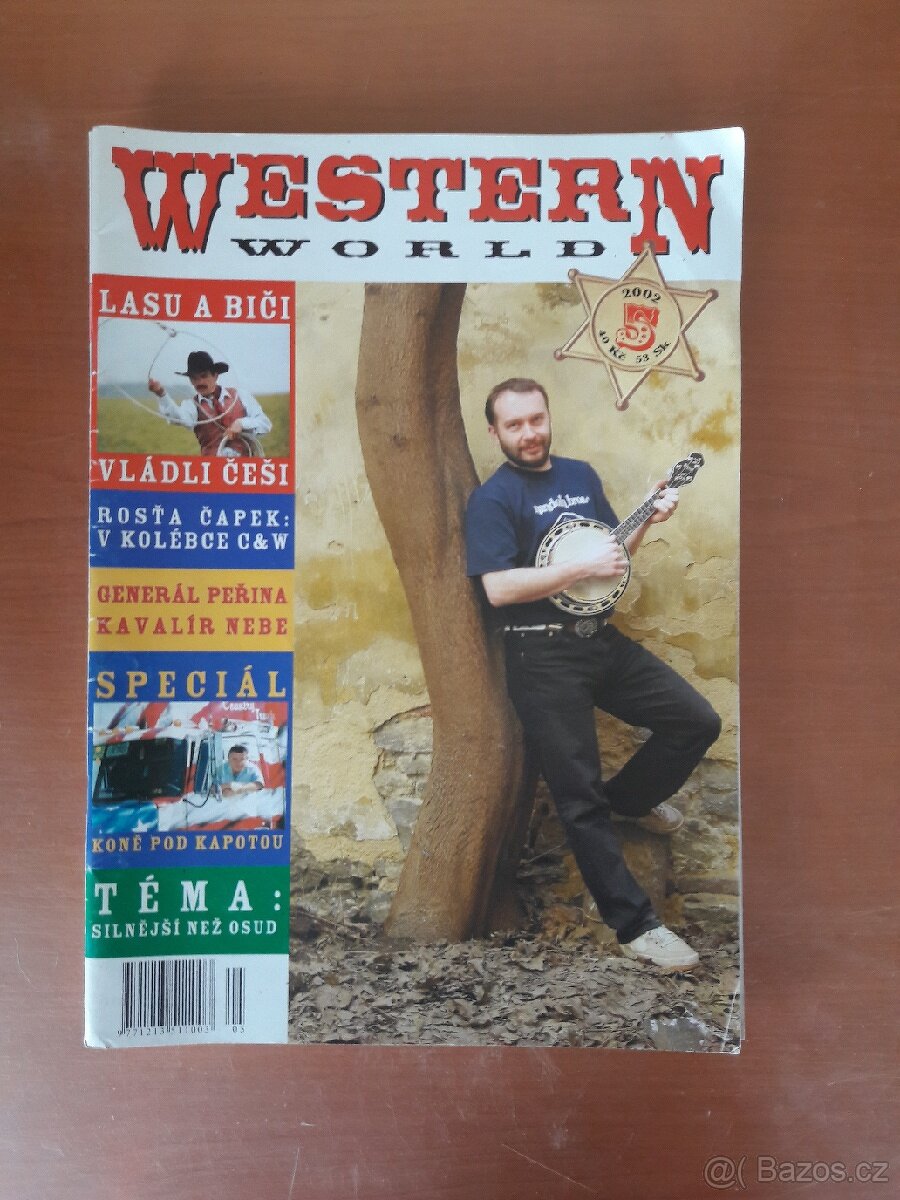 WESTERN
WORLD
2002
5
40 Kč 53 Sk
LASU A BIČI
VLÁDLI ČEŠI
ROSŤA ČAPEK:
V KOLÉBCE C&W
GENERÁL PEŘINA
KAVALÍR NEBE
SPECIÁL
KONĚ POD KAPOTOU
TÉMA:
SILNĚJŠÍ NEŽ OSUD
05
@( Bazos.cz